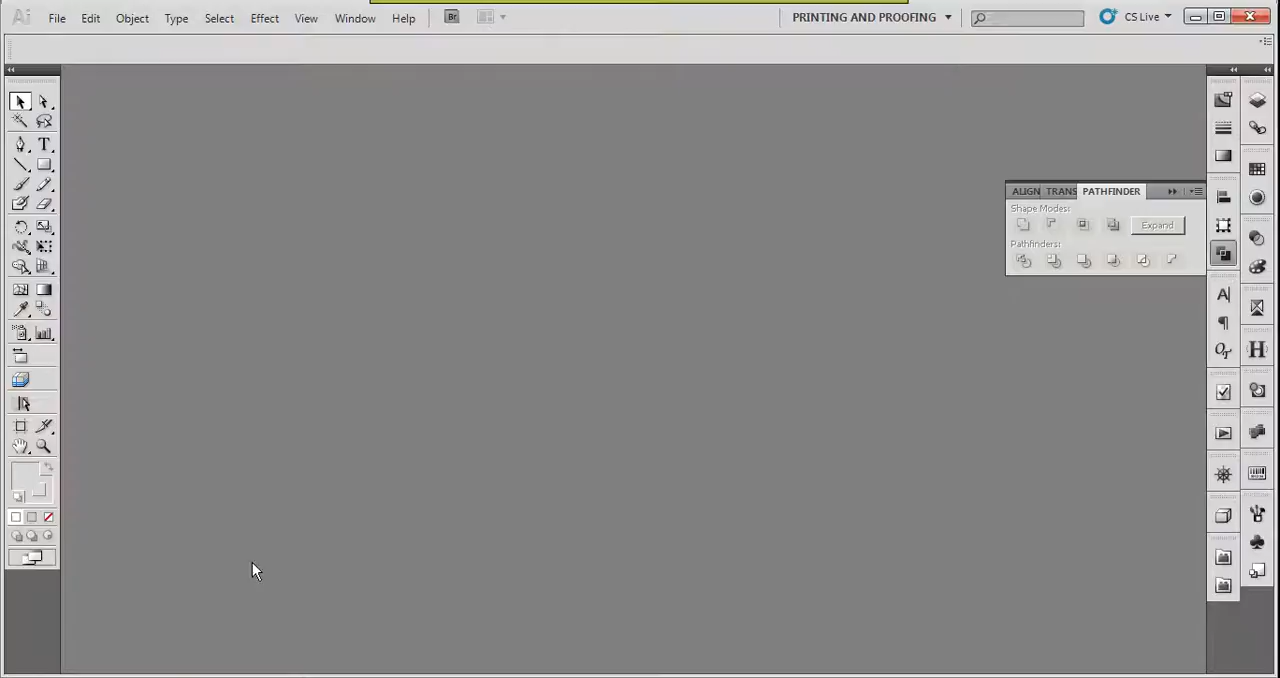 Ai File Edit Object Type Select Effect View Window Help Br PRINTING AND PROOFING CS Live
ALIGN TRANS PATHFINDER
Shape Modes:
Expand
Pathfinders: